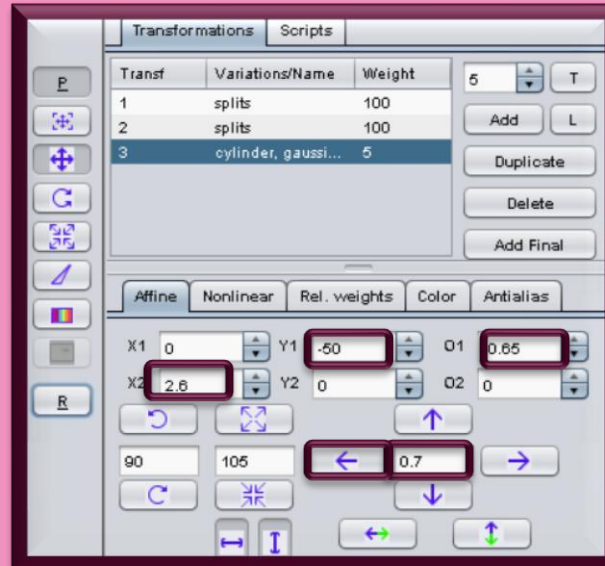 Transformations Scripts
Transf Variations/Name Weight
1 splits 100
2 splits 100
3 cylinder, gaussi... 5
5 T
Add L
Duplicate
Delete
Add Final
P
R
Affine Nonlinear Rel. weights Color Antialias
X1 0 Y1 -50 O1 0.65
X2 2.6 Y2 0 O2 0
90 105 0.7